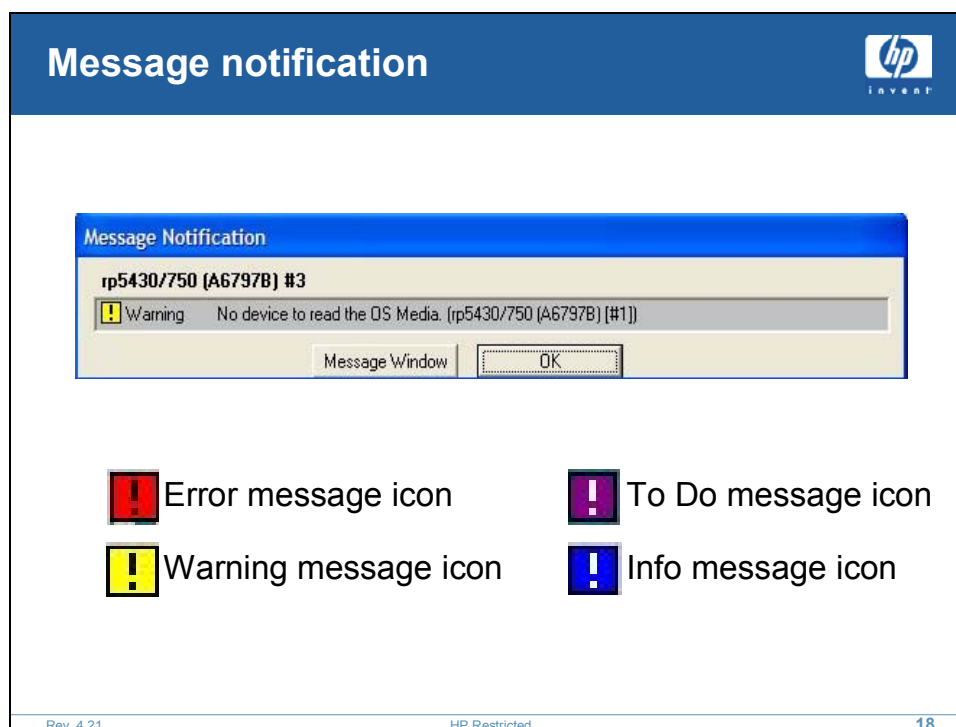 Message notification
hp
invent
Message Notification
rp5430/750 (A6797B) #3
! Warning No device to read the OS Media. (rp5430/750 (A6797B) [#1])
Message Window OK
! Error message icon ! To Do message icon
! Warning message icon ! Info message icon
Rev. 4.21 HP Restricted 18